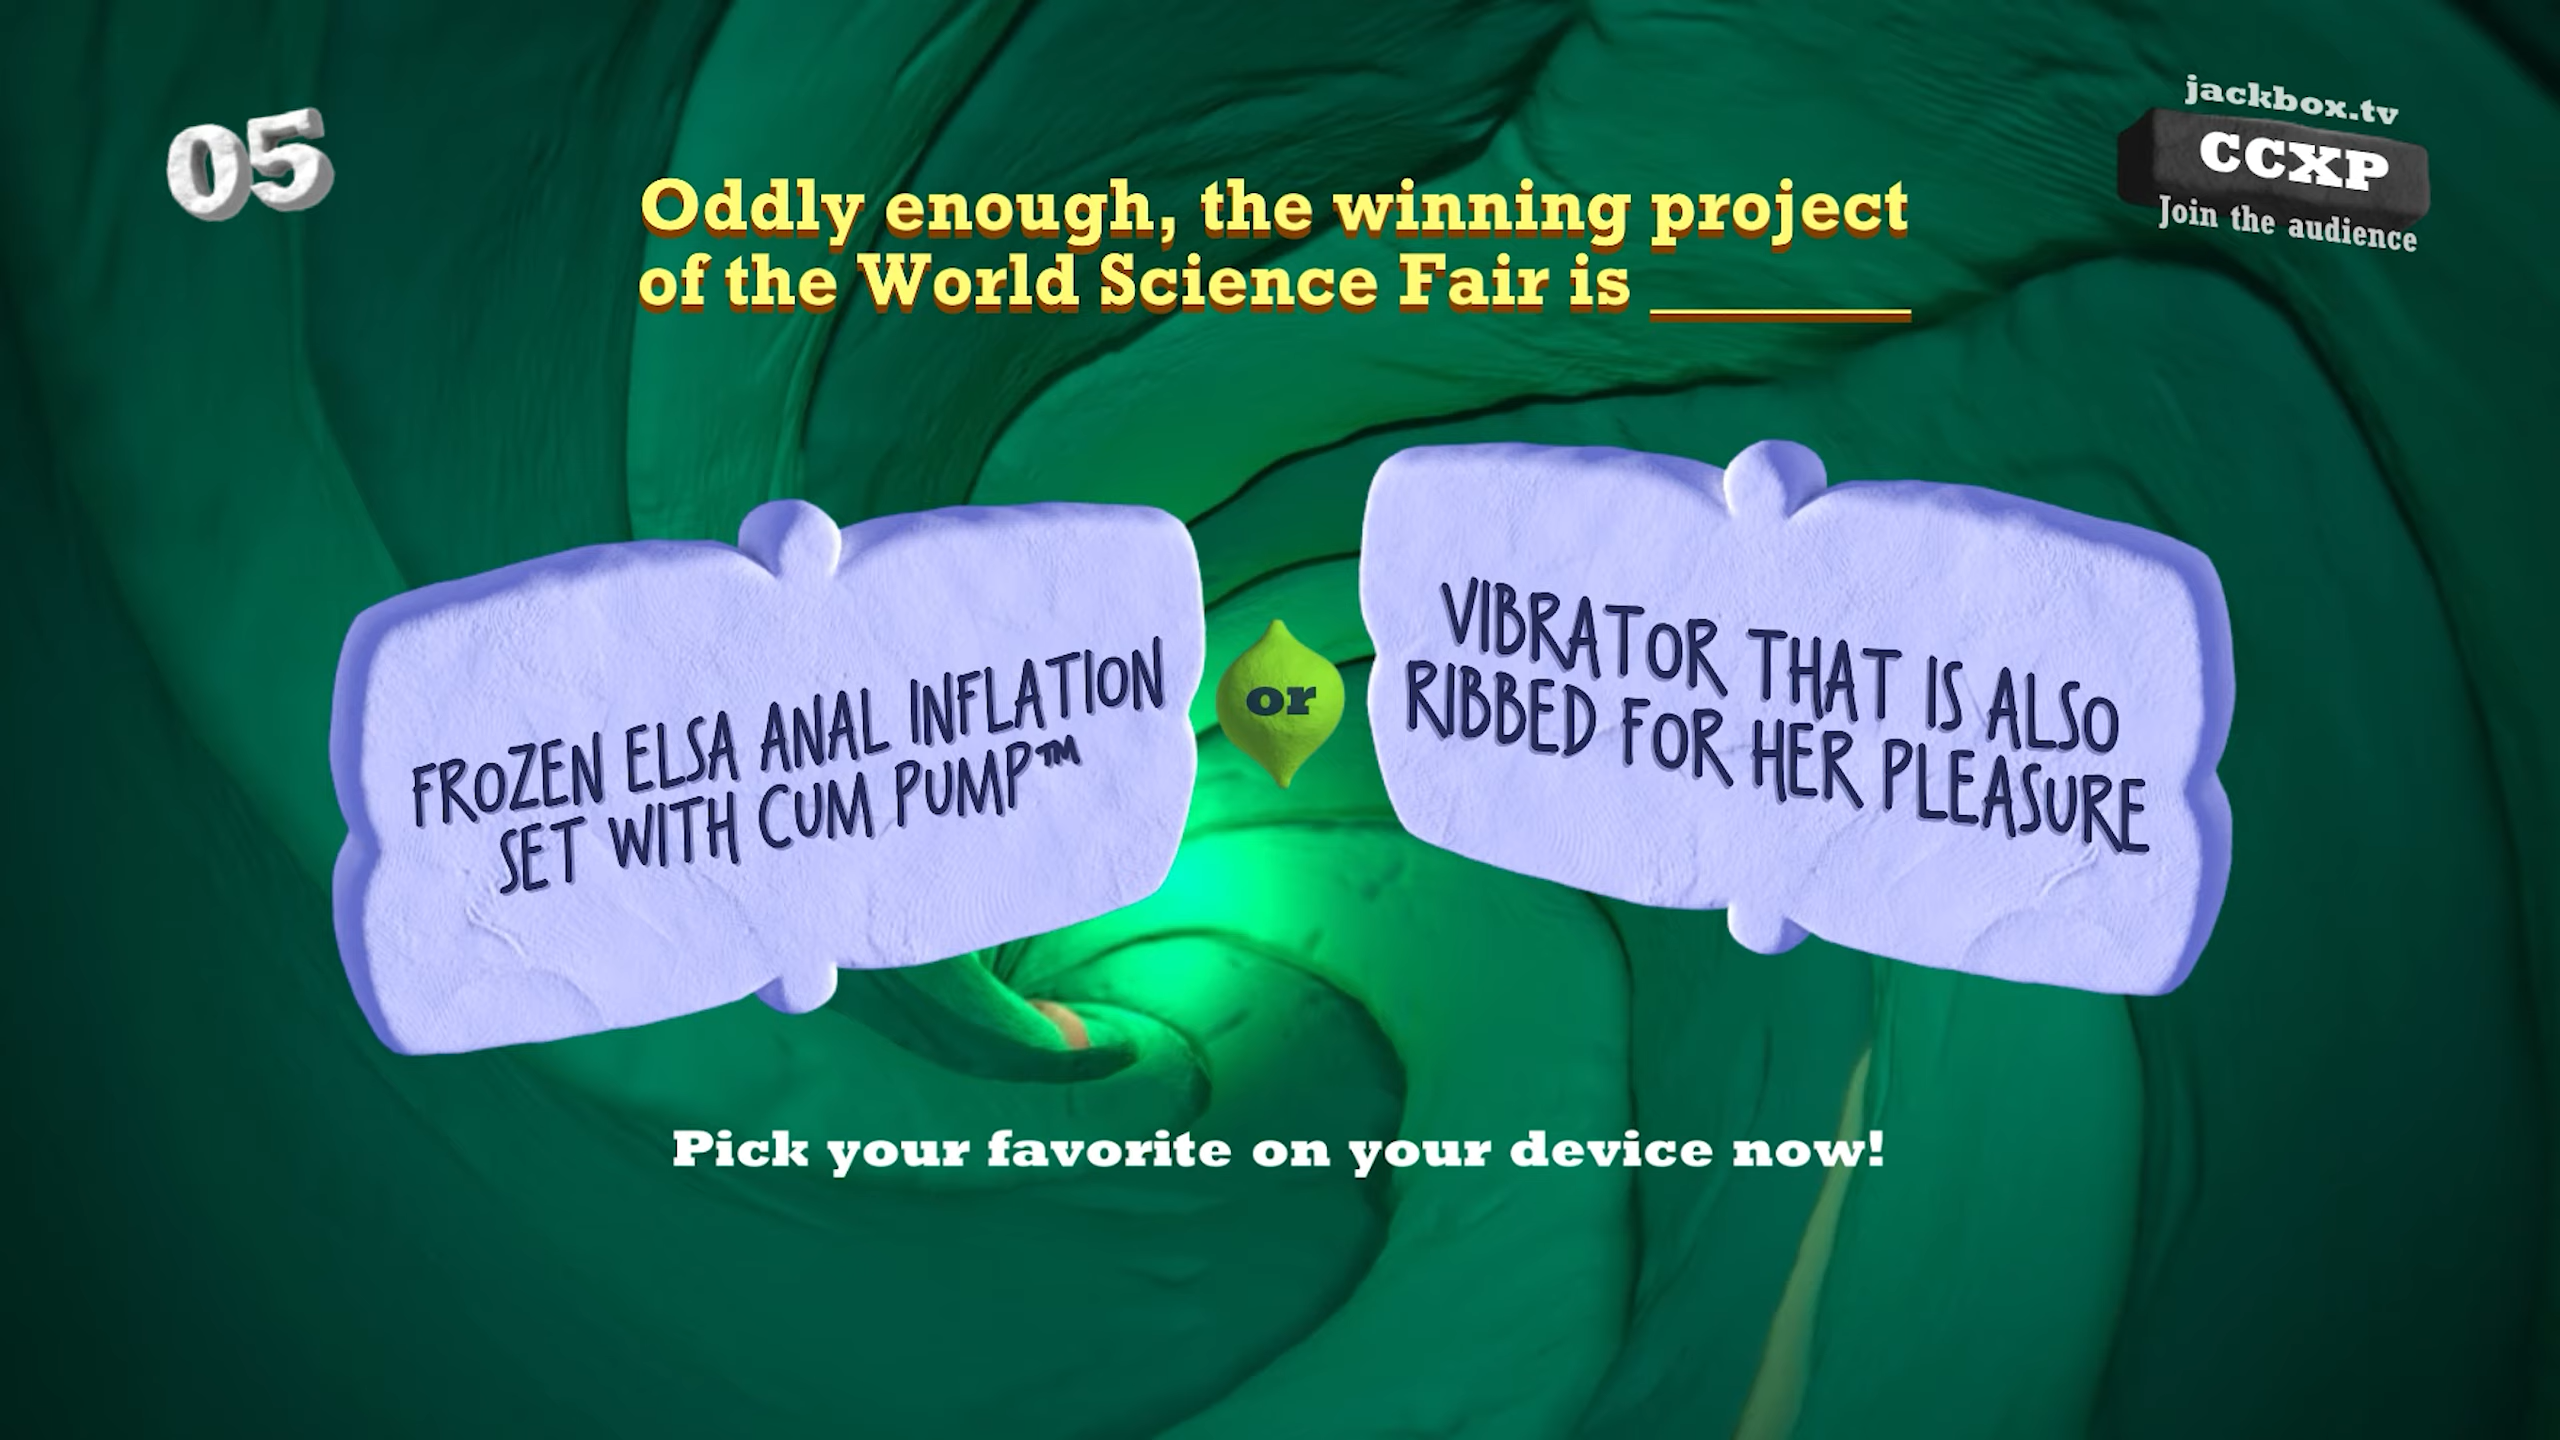 05
jackbox.tv
CCXP
Join the audience
Oddly enough, the winning project
of the World Science Fair is ______
FROZEN ELSA ANAL INFLATION
SET WITH CUM PUMP™
or
VIBRATOR THAT IS ALSO
RIBBED FOR HER PLEASURE
Pick your favorite on your device now!